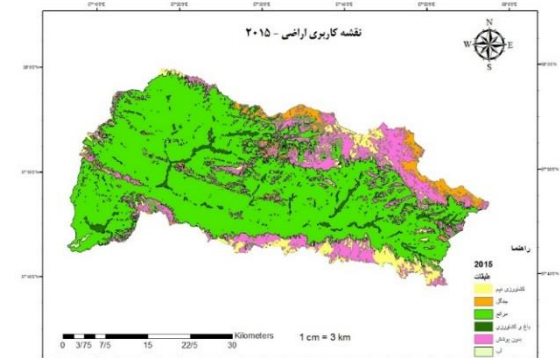 نقشه کاربری اراضی - ۲۰۱۵
N
W E
S
راهنما
2015
طبقات
کشاورزی دیم
جنگل
مراتع
باغ و کشاورزی
بدون پوشش
آب
Kilometers
0 3/75 7/5 15 22/5 30
1 cm = 3 km